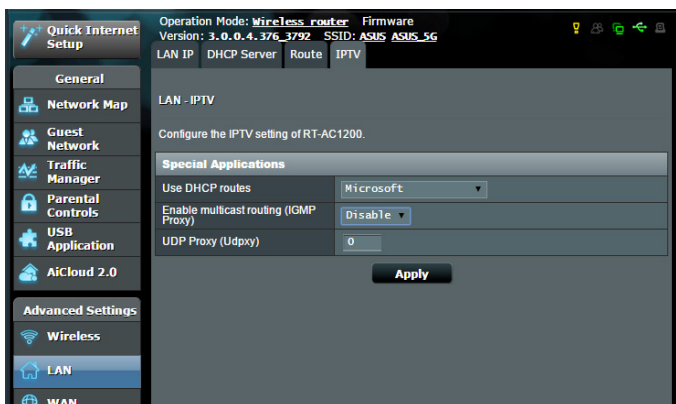 Quick Internet
Setup
Operation Mode: Wireless router Firmware
Version: 3.0.0.4.376_3792 SSID: ASUS ASUS_5G
LAN IP DHCP Server Route IPTV
General
Network Map
Guest
Network
Traffic
Manager
Parental
Controls
USB
Application
AiCloud 2.0
Advanced Settings
Wireless
LAN
WAN
LAN - IPTV
Configure the IPTV setting of RT-AC1200.
Special Applications
Use DHCP routes Microsoft
Enable multicast routing (IGMP
Proxy) Disable
UDP Proxy (Udpxy) 0
Apply